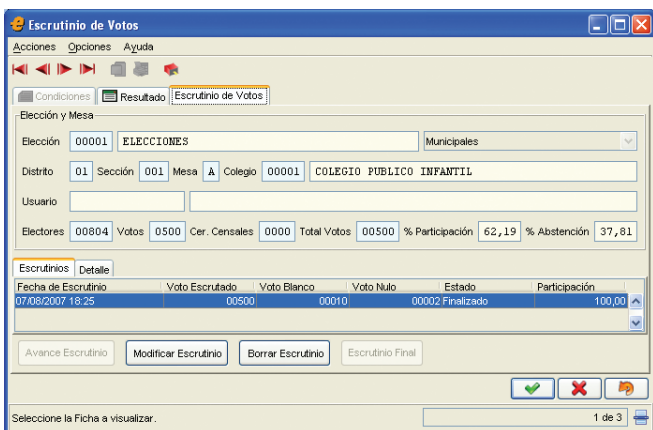 Escrutinio de Votos
Acciones Opciones Ayuda
Condiciones Resultado Escrutinio de Votos
Elección y Mesa
Elección 00001 ELECCIONES Municipales
Distrito 01 Sección 001 Mesa A Colegio 00001 COLEGIO PUBLICO INFANTIL
Usuario
Electores 00804 Votos 0500 Cer. Censales 0000 Total Votos 00500 % Participación 62,19 % Abstención 37,81
Escrutinios Detalle
Fecha de Escrutinio Voto Escrutado Voto Blanco Voto Nulo Estado Participación
07/08/2007 18:25 00500 00010 00002 Finalizado 100,00
Avance Escrutinio Modificar Escrutinio Borrar Escrutinio Escrutinio Final
Seleccione la Ficha a visualizar. 1 de 3